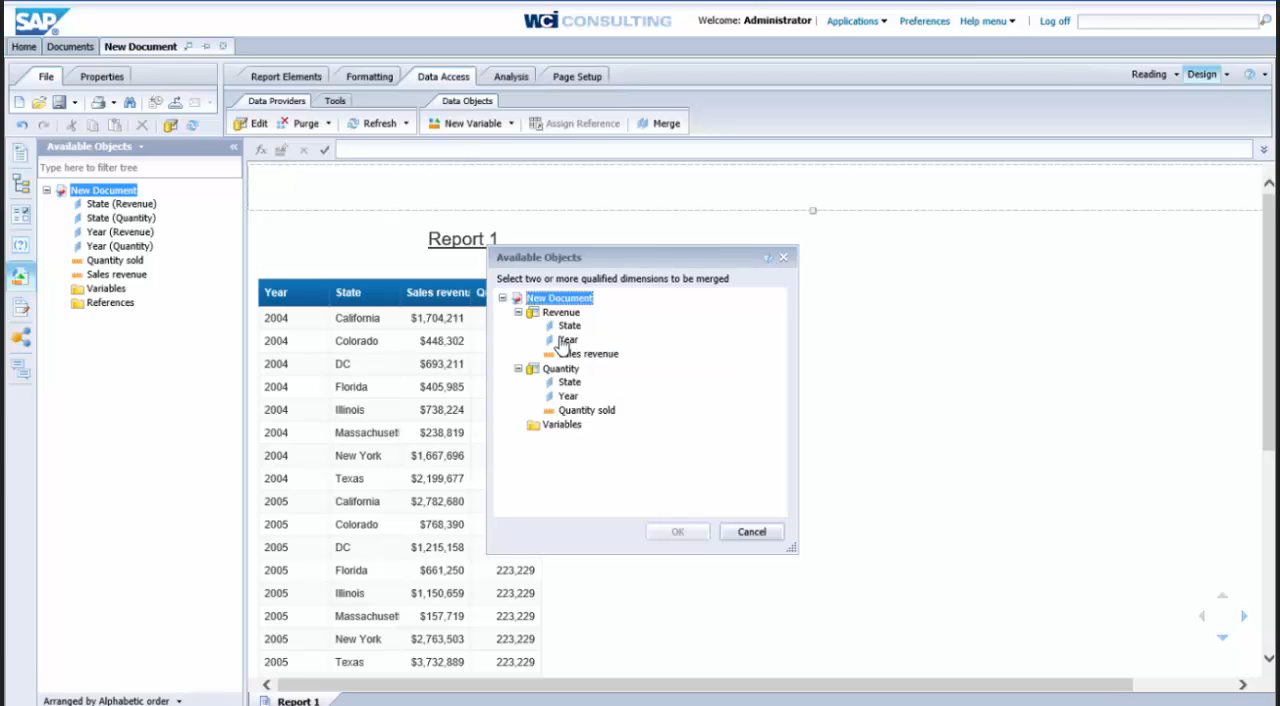 SAP
WCI CONSULTING
Welcome: Administrator | Applications | Preferences Help menu | Log off
Home Documents New Document
File Properties Report Elements Formatting Data Access Analysis Page Setup Reading Design
Data Providers Tools Data Objects
Edit Purge Refresh New Variable Assign Reference Merge
Available Objects
Type here to filter tree
New Document
State (Revenue)
State (Quantity)
Year (Revenue)
Year (Quantity)
Quantity sold
Sales revenue
Variables
References
Arranged by Alphabetic order
Report 1
Year State Sales revenu
2004 California $1,704,211
2004 Colorado $448,302
2004 DC $693,211
2004 Florida $405,985
2004 Illinois $738,224
2004 Massachuset $238,819
2004 New York $1,667,696
2004 Texas $2,199,677
2005 California $2,782,680
2005 Colorado $768,390
2005 DC $1,215,158
2005 Florida $661,250 223,229
2005 Illinois $1,150,659 223,229
2005 Massachuset $157,719 223,229
2005 New York $2,763,503 223,229
2005 Texas $3,732,889 223,229
Available Objects
Select two or more qualified dimensions to be merged
New Document
Revenue
State
Year
Sales revenue
Quantity
State
Year
Quantity sold
Variables
OK Cancel
Report 1